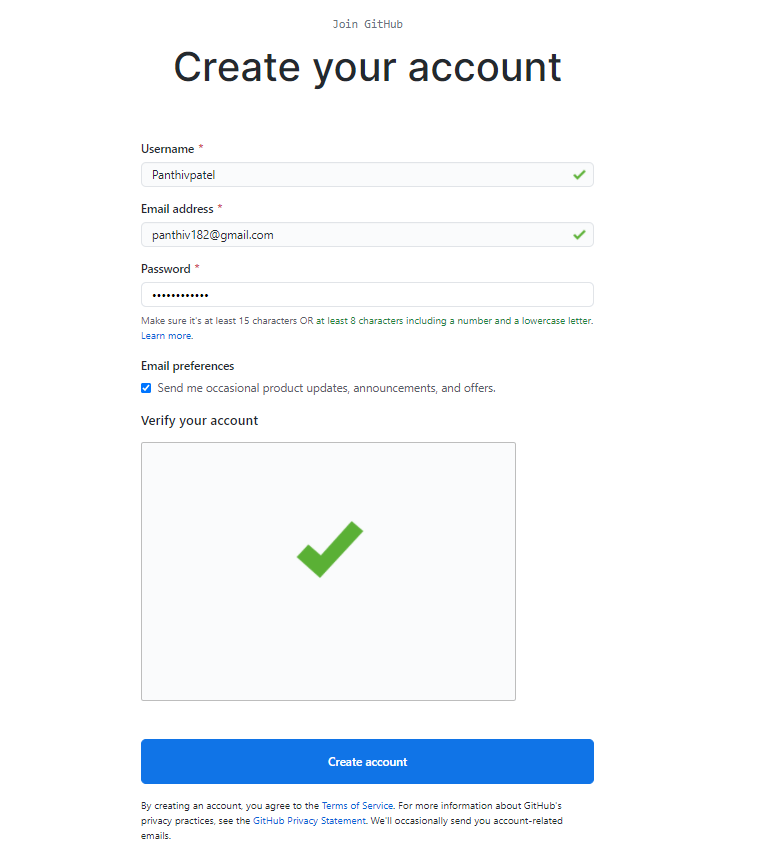 Join GitHub
Create your account
Username *
Panthivpatel
Email address *
panthiv182@gmail.com
Password *
••••••••••••
Make sure it's at least 15 characters OR at least 8 characters including a number and a lowercase letter.
Learn more.
Email preferences
Send me occasional product updates, announcements, and offers.
Verify your account
Create account
By creating an account, you agree to the Terms of Service. For more information about GitHub's
privacy practices, see the GitHub Privacy Statement. We'll occasionally send you account-related
emails.